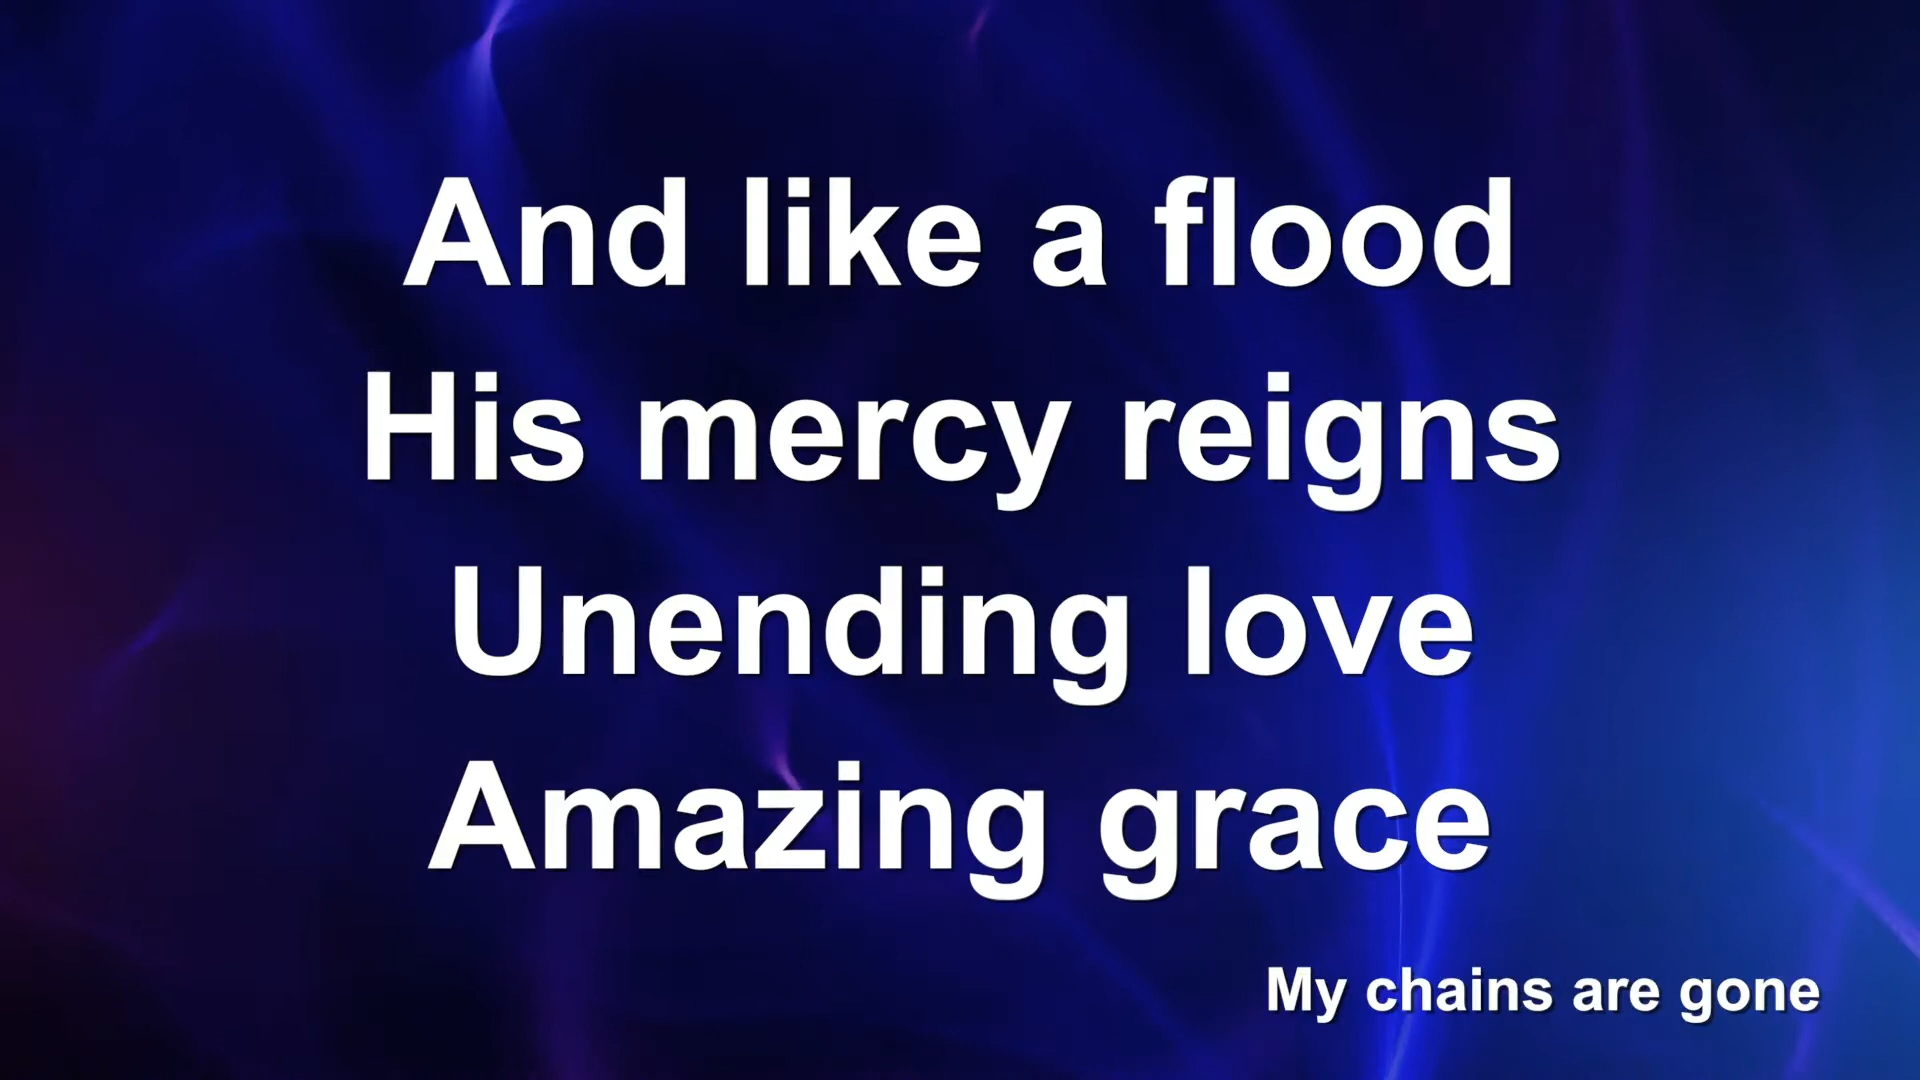 And like a flood
His mercy reigns
Unending love
Amazing grace
My chains are gone